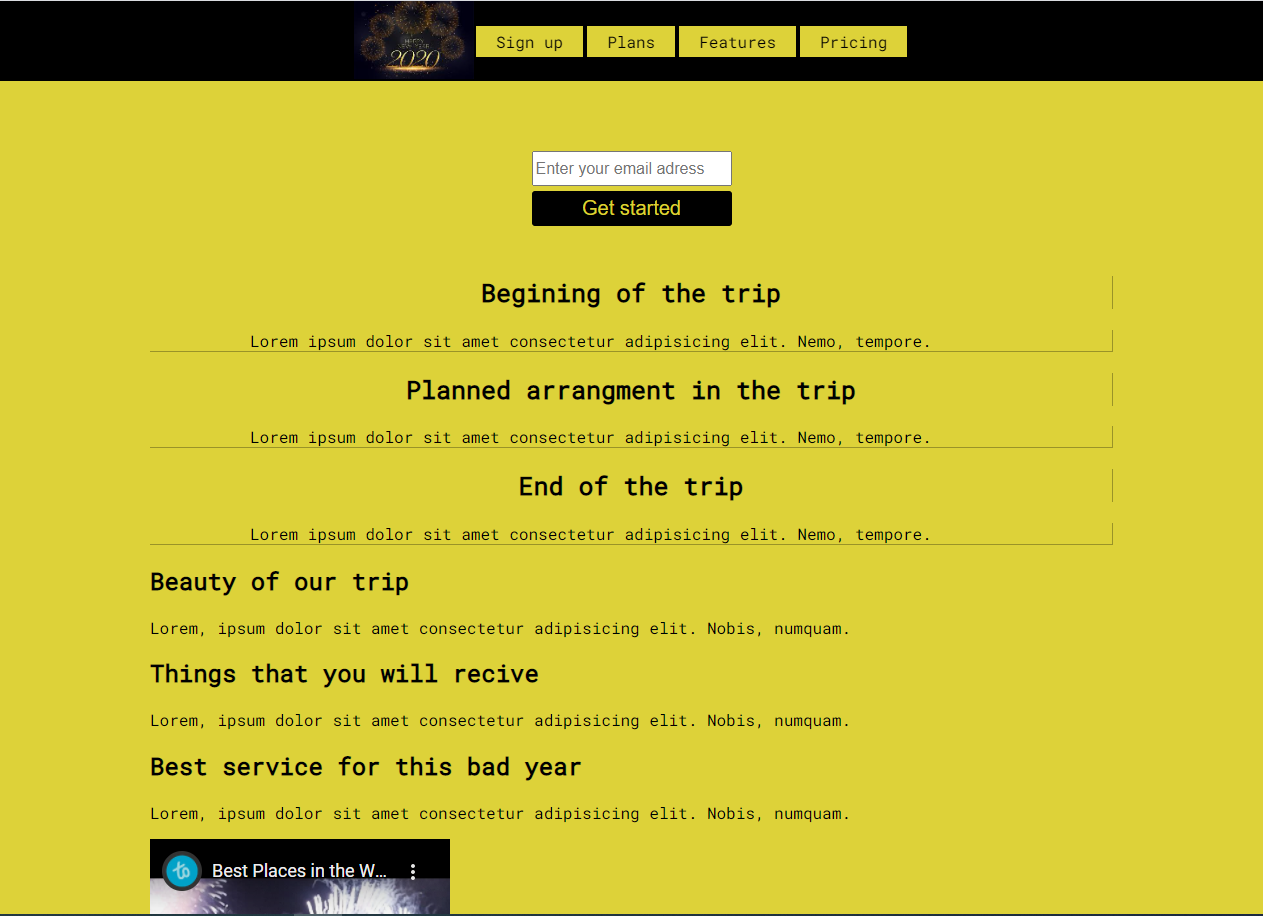 HAPPY
NEW YEAR
2020
Sign up
Plans
Features
Pricing
Enter your email adress
Get started
Begining of the trip
Lorem ipsum dolor sit amet consectetur adipisicing elit. Nemo, tempore.
Planned arrangment in the trip
Lorem ipsum dolor sit amet consectetur adipisicing elit. Nemo, tempore.
End of the trip
Lorem ipsum dolor sit amet consectetur adipisicing elit. Nemo, tempore.
Beauty of our trip
Lorem, ipsum dolor sit amet consectetur adipisicing elit. Nobis, numquam.
Things that you will recive
Lorem, ipsum dolor sit amet consectetur adipisicing elit. Nobis, numquam.
Best service for this bad year
Lorem, ipsum dolor sit amet consectetur adipisicing elit. Nobis, numquam.
Best Places in the W...